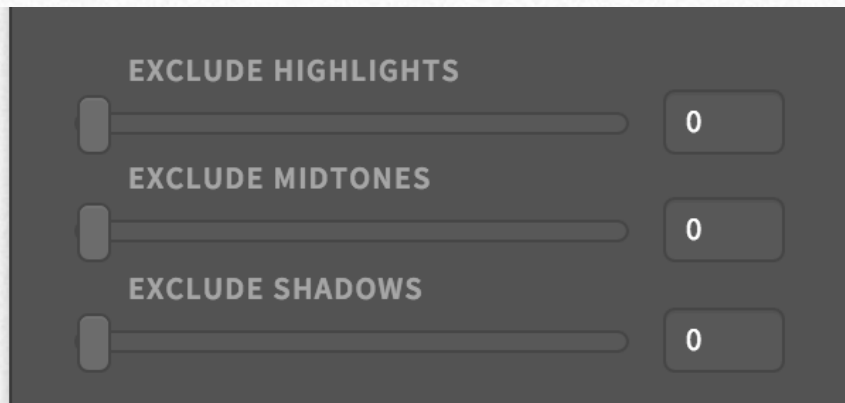 EXCLUDE HIGHLIGHTS
0
EXCLUDE MIDTONES
0
EXCLUDE SHADOWS
0